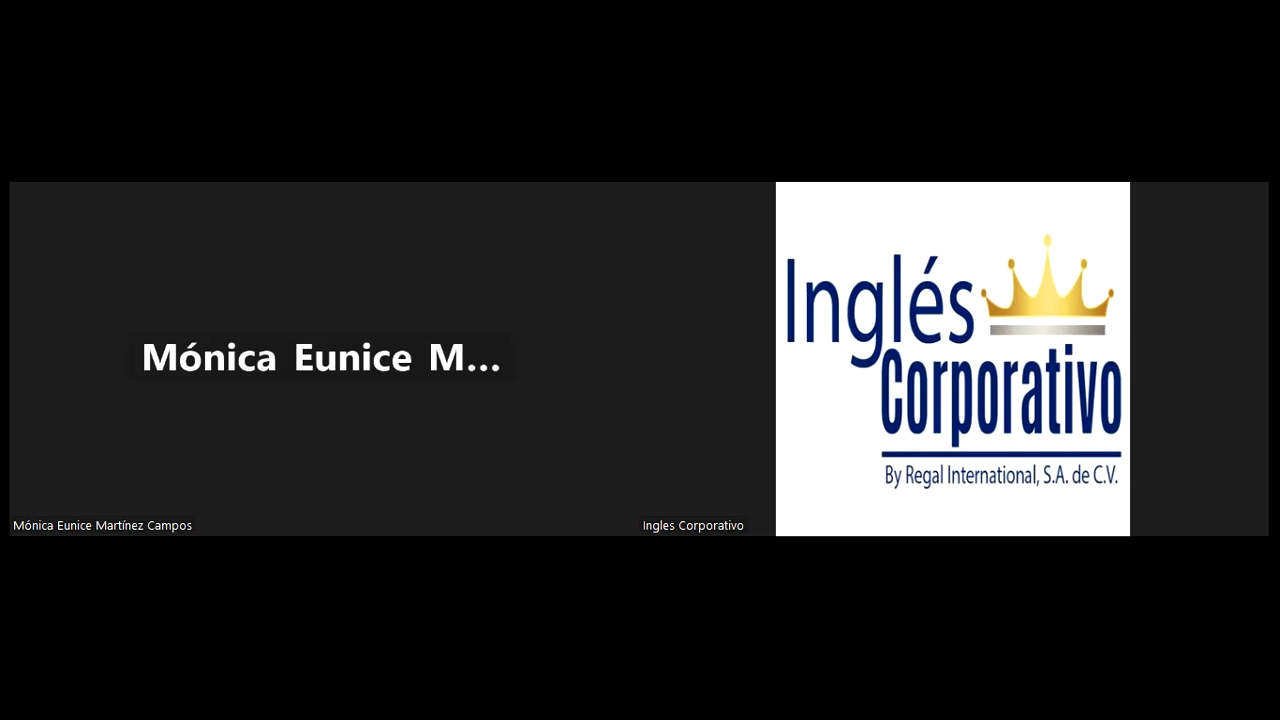 Mónica Eunice M...
Mónica Eunice Martínez Campos
Inglés
Corporativo
By Regal International, S.A. de C.V.
Ingles Corporativo